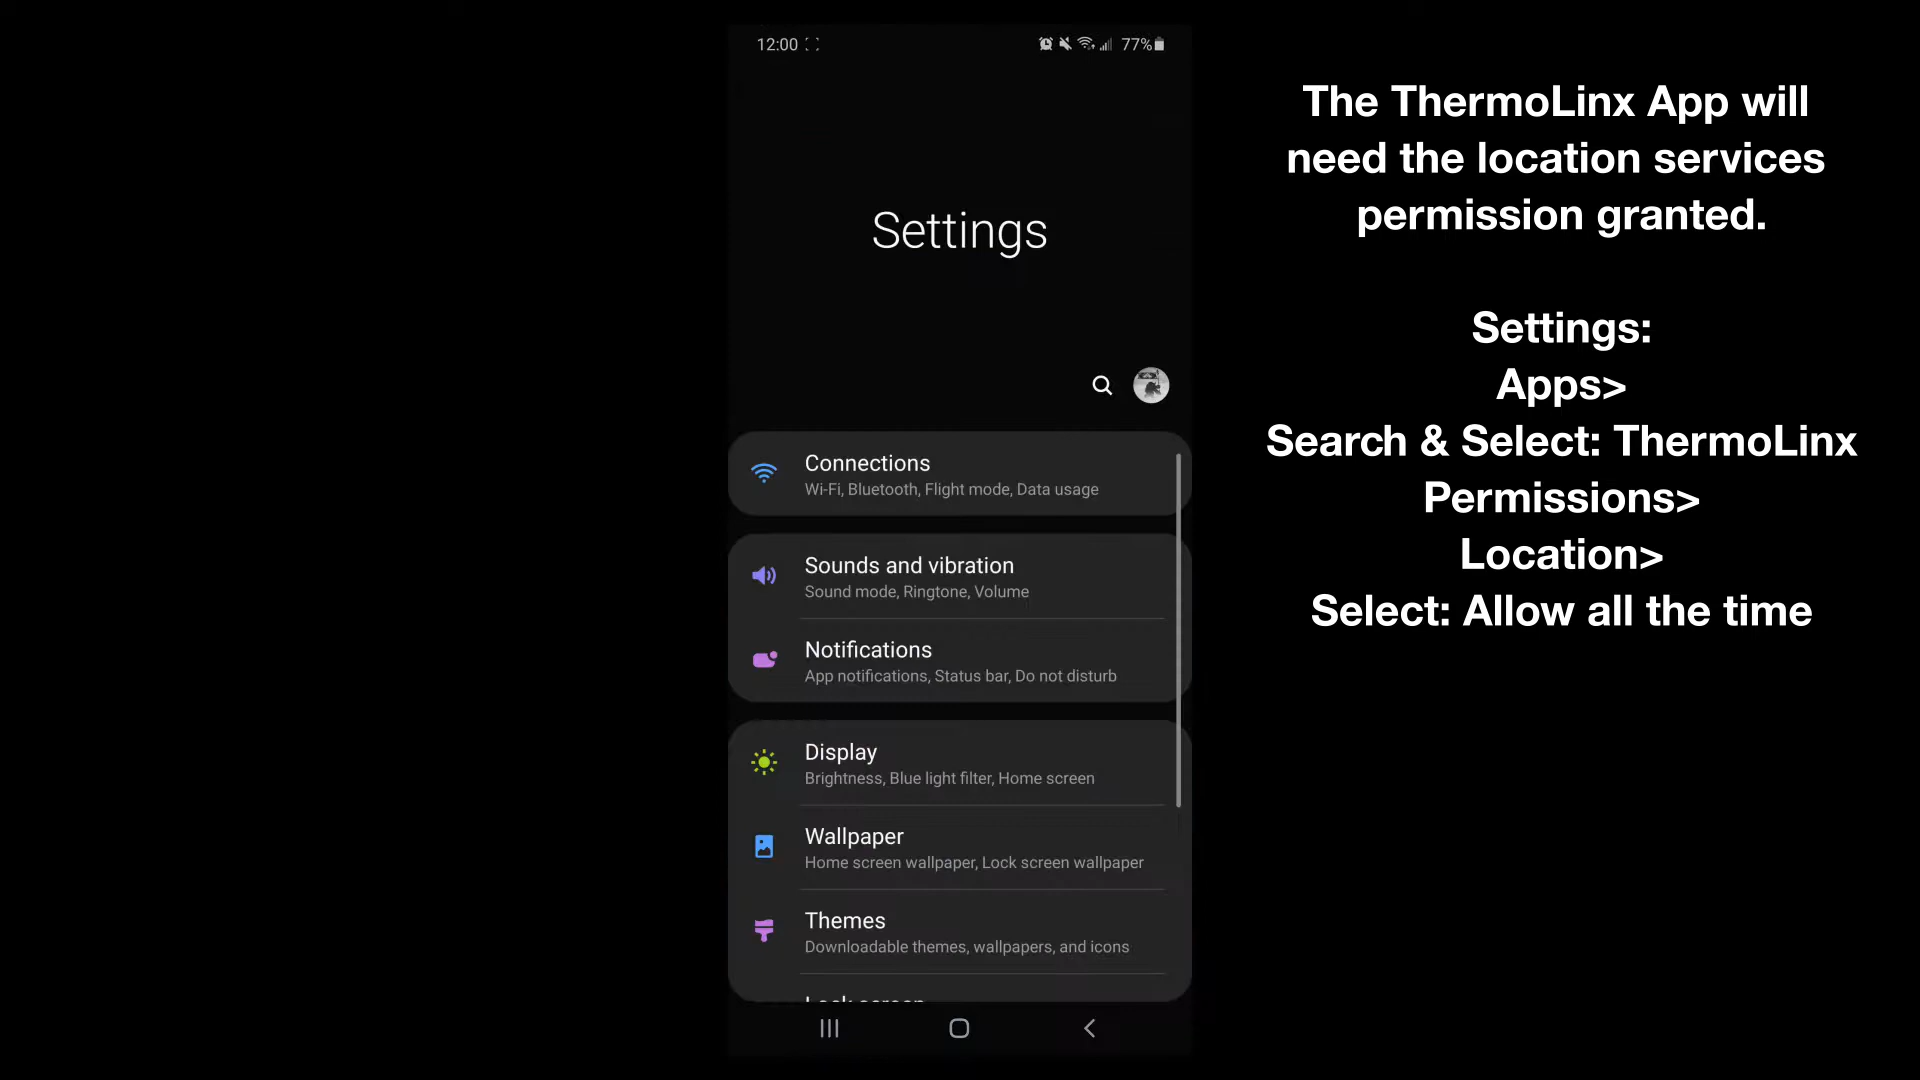 12:00
77%
Settings
Connections
Wi-Fi, Bluetooth, Flight mode, Data usage
Sounds and vibration
Sound mode, Ringtone, Volume
Notifications
App notifications, Status bar, Do not disturb
Display
Brightness, Blue light filter, Home screen
Wallpaper
Home screen wallpaper, Lock screen wallpaper
Themes
Downloadable themes, wallpapers, and icons
Lock screen
The ThermoLinx App will
need the location services
permission granted.
Settings:
Apps>
Search & Select: ThermoLinx
Permissions>
Location>
Select: Allow all the time